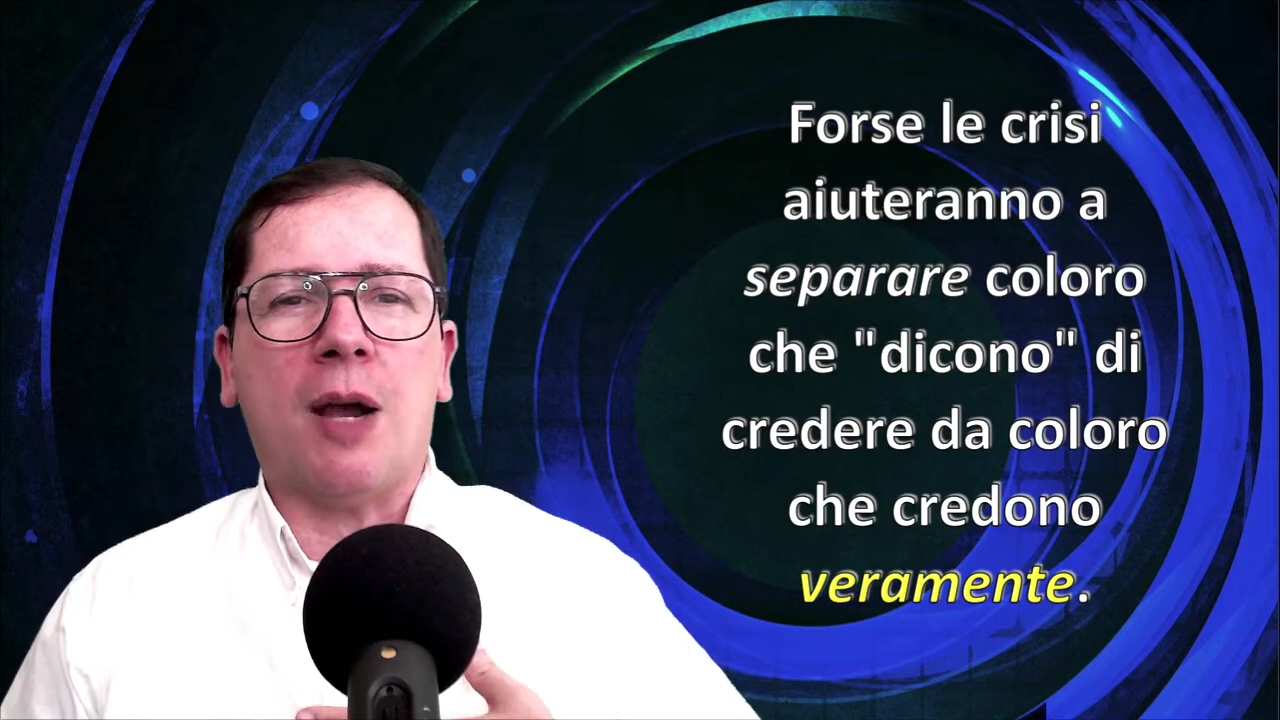 Forse le crisi
aiuteranno a
separare coloro
che "dicono" di
credere da coloro
che credono
veramente.